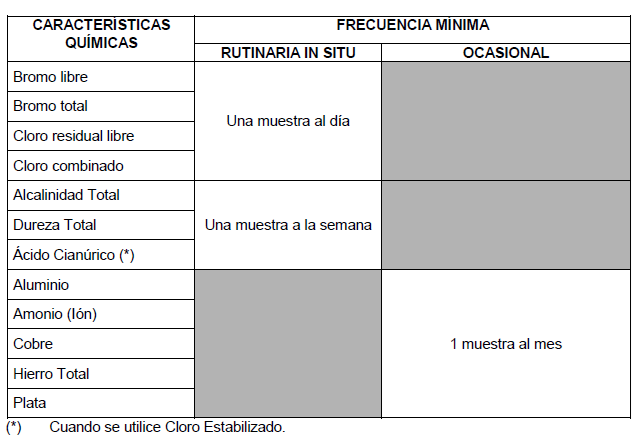 CARACTERÍSTICAS
QUÍMICAS
FRECUENCIA MÍNIMA
RUTINARIA IN SITU
OCASIONAL
Bromo libre
Bromo total
Cloro residual libre
Cloro combinado
Una muestra al día
Alcalinidad Total
Dureza Total
Ácido Cianúrico (*)
Una muestra a la semana
Aluminio
Amonio (Ión)
Cobre
Hierro Total
Plata
1 muestra al mes
(*) Cuando se utilice Cloro Estabilizado.